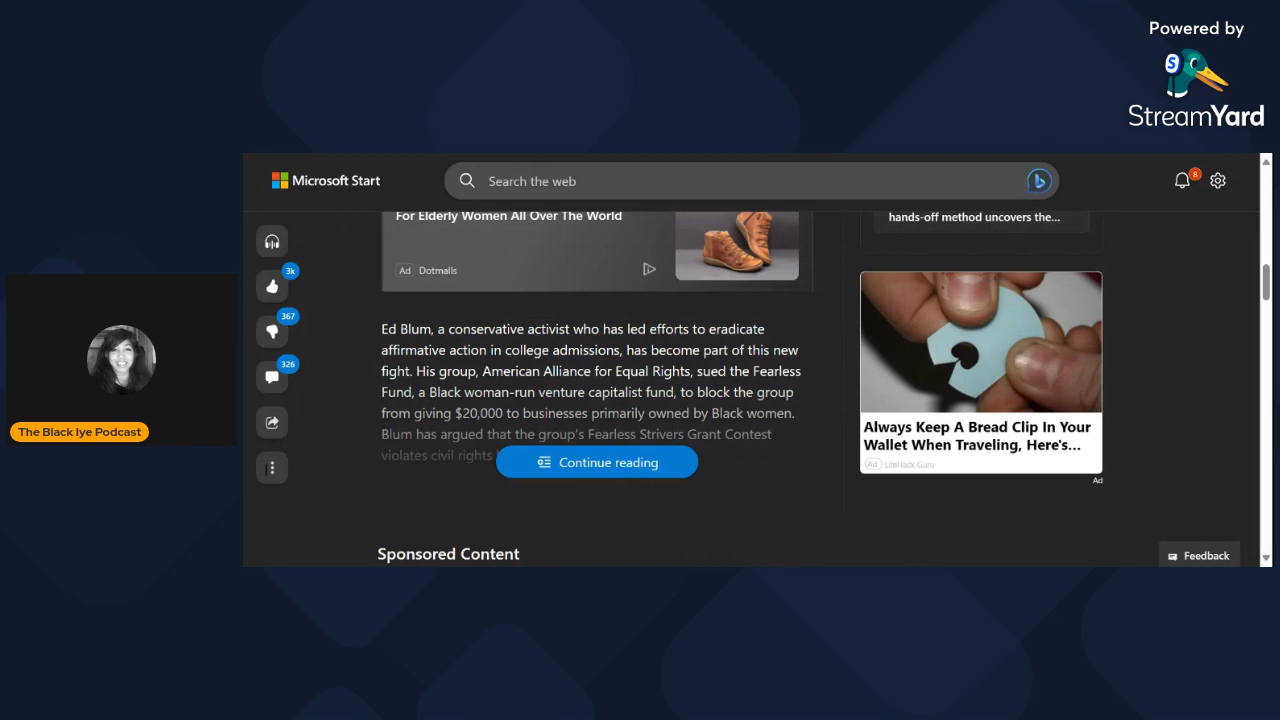 Powered by
StreamYard
Microsoft Start
Search the web
8
For Elderly Women All Over The World
Ad Dotmalls
hands-off method uncovers the...
3k
367
326
Ed Blum, a conservative activist who has led efforts to eradicate
affirmative action in college admissions, has become part of this new
fight. His group, American Alliance for Equal Rights, sued the Fearless
Fund, a Black woman-run venture capitalist fund, to block the group
from giving $20,000 to businesses primarily owned by Black women.
Blum has argued that the group's Fearless Strivers Grant Contest
violates civil rights
Continue reading
Always Keep A Bread Clip In Your
Wallet When Traveling, Here's...
Ad LifeHack Guru
Ad
The Black Iye Podcast
Sponsored Content
Feedback